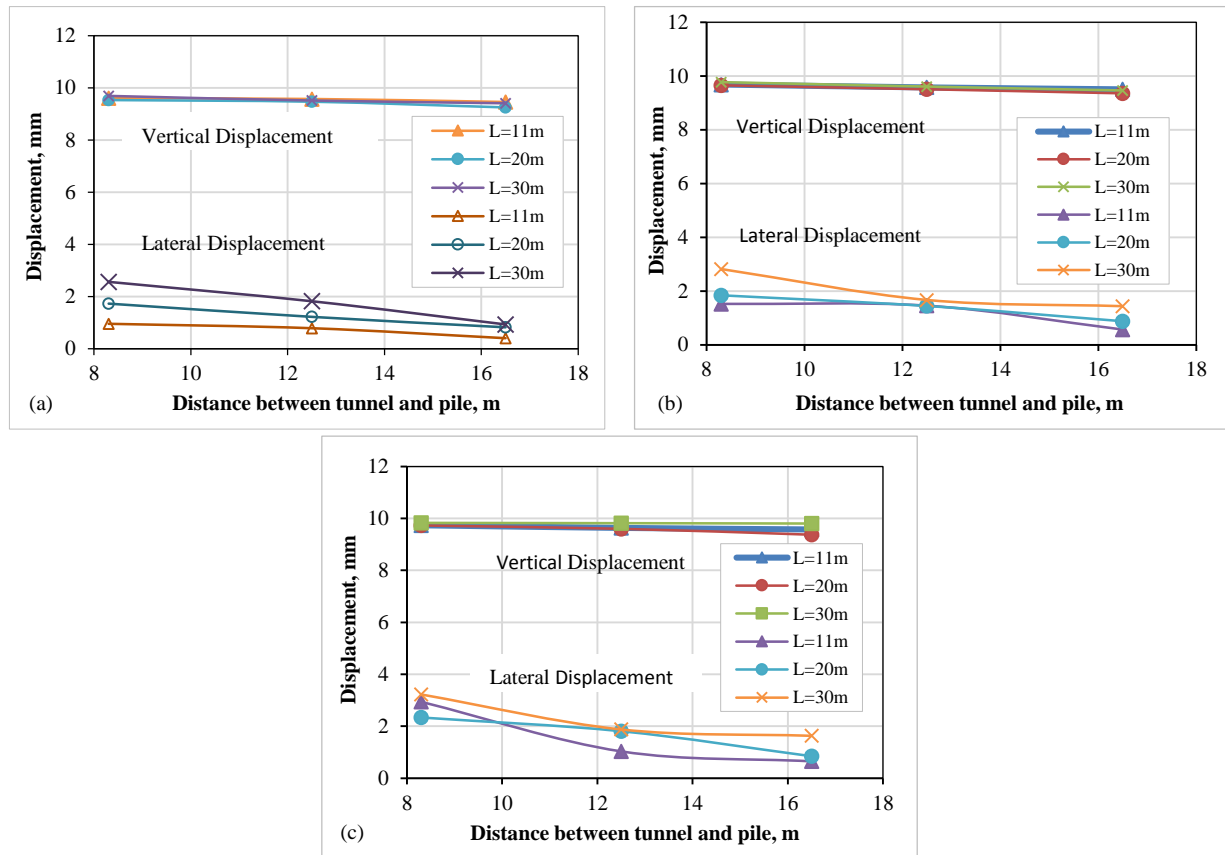 (a)
Displacement, mm
12
10
8
6
4
2
0
Vertical Displacement
Lateral Displacement
L=11m
L=20m
L=30m
L=11m
L=20m
L=30m
8 10 12 14 16 18
Distance between tunnel and pile, m
(b)
Displacement, mm
12
10
8
6
4
2
0
Vertical Displacement
Lateral Displacement
L=11m
L=20m
L=30m
L=11m
L=20m
L=30m
8 10 12 14 16 18
Distance between tunnel and pile, m
(c)
Displacement, mm
12
10
8
6
4
2
0
Vertical Displacement
Lateral Displacement
L=11m
L=20m
L=30m
L=11m
L=20m
L=30m
8 10 12 14 16 18
Distance between tunnel and pile, m